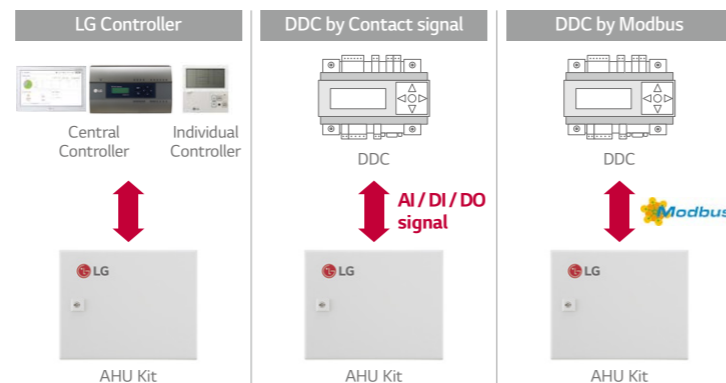 LG Controller
Central
Controller
Individual
Controller
LG
AHU Kit
DDC by Contact signal
DDC
AI / DI / DO
signal
LG
AHU Kit
DDC by Modbus
DDC
Modbus
LG
AHU Kit